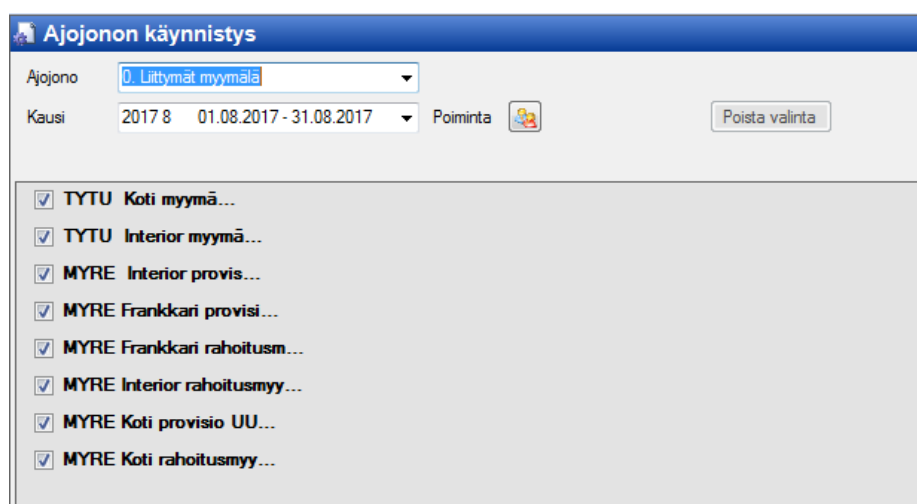 Ajojonon käynnistys
Ajojono 0. Liittymät myymälä
Kausi 2017 8 01.08.2017 - 31.08.2017 Poiminta Poista valinta
TYTU Koti myymä...
TYTU Interior myymä...
MYRE Interior provis...
MYRE Frankkari provisi...
MYRE Frankkari rahoitusm...
MYRE Interior rahoitusmyy...
MYRE Koti provisio UU...
MYRE Koti rahoitusmyy...